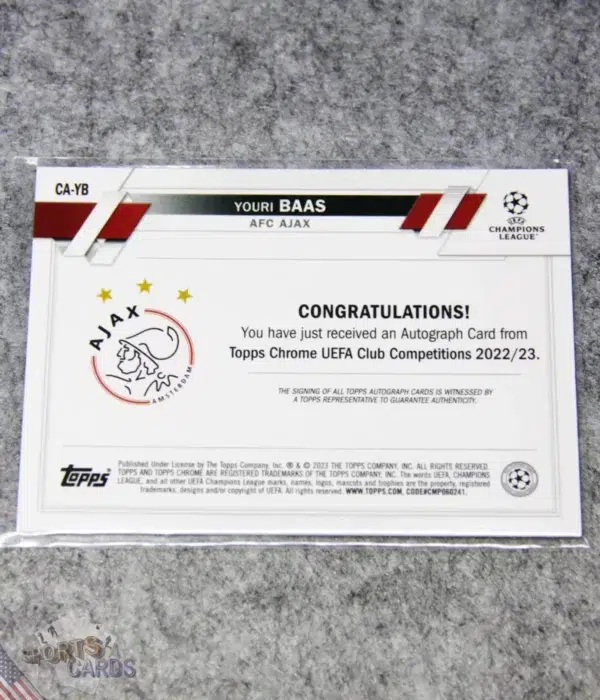 CA-YB
YOURI BAAS
AFC AJAX
UEFA
CHAMPIONS
LEAGUE
AJAX
AMSTERDAM
CONGRATULATIONS!
You have just received an Autograph Card from
Topps Chrome UEFA Club Competitions 2022/23.
THE SIGNING OF ALL TOPPS AUTOGRAPH CARDS IS WITNESSED BY
A TOPPS REPRESENTATIVE TO GUARANTEE AUTHENTICITY.
Topps
Published Under License by The Topps Company, Inc. ® & © 2023 THE TOPPS COMPANY, INC. ALL RIGHTS RESERVED.
TOPPS AND TOPPS CHROME ARE REGISTERED TRADEMARKS OF THE TOPPS COMPANY, INC. The words UEFA, CHAMPIONS
LEAGUE, and all other UEFA Champions League marks, names, logos, mascots and trophies are the property, registered
trademarks, designs and/or copyright of UEFA. All rights reserved. WWW.TOPPS.COM, CODE#CMP060241.
SPORTS
CARDS